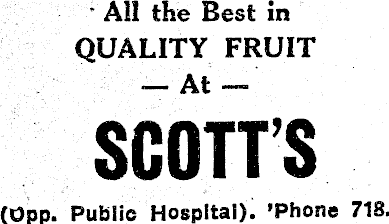 All the Best in
QUALITY FRUIT
— At —
SCOTT'S
(Opp. Public Hospital). 'Phone 718.